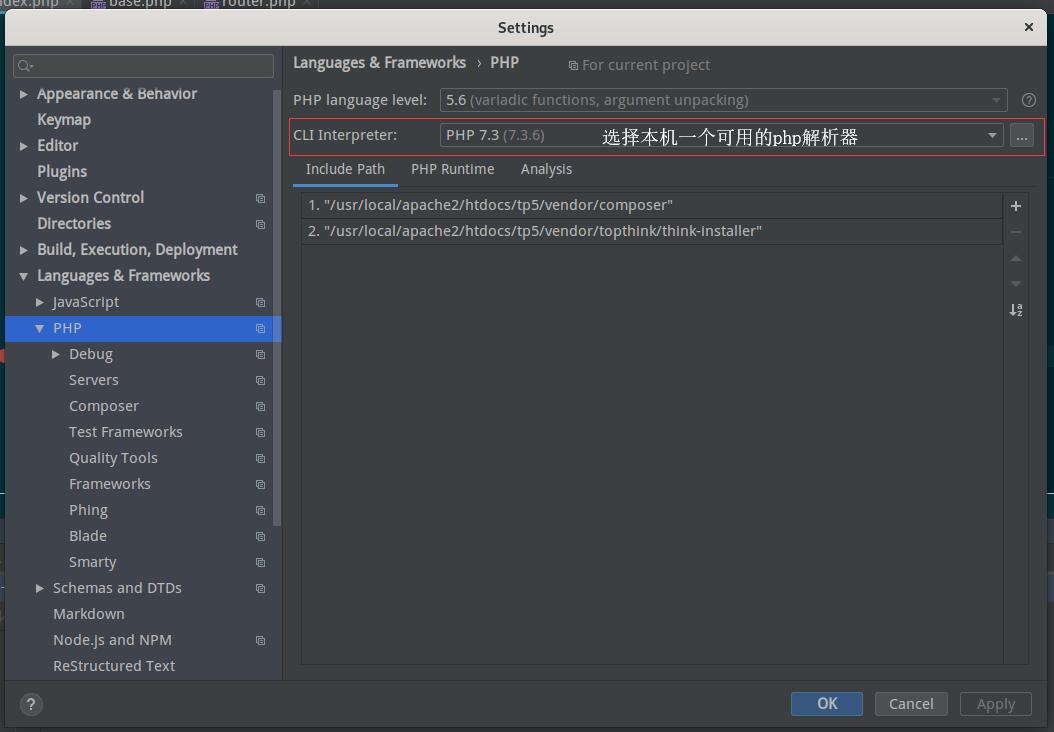 base.php
router.php
Settings
Languages & Frameworks › PHP
For current project
Appearance & Behavior
Keymap
Editor
Plugins
Version Control
Directories
Build, Execution, Deployment
Languages & Frameworks
JavaScript
PHP
Debug
Servers
Composer
Test Frameworks
Quality Tools
Frameworks
Phing
Blade
Smarty
Schemas and DTDs
Markdown
Node.js and NPM
ReStructured Text
PHP language level: 5.6 (variadic functions, argument unpacking)
CLI Interpreter: PHP 7.3 (7.3.6) 选择本机一个可用的php解析器 ...
Include Path PHP Runtime Analysis
1. "/usr/local/apache2/htdocs/tp5/vendor/composer"
2. "/usr/local/apache2/htdocs/tp5/vendor/topthink/think-installer"
? OK Cancel Apply